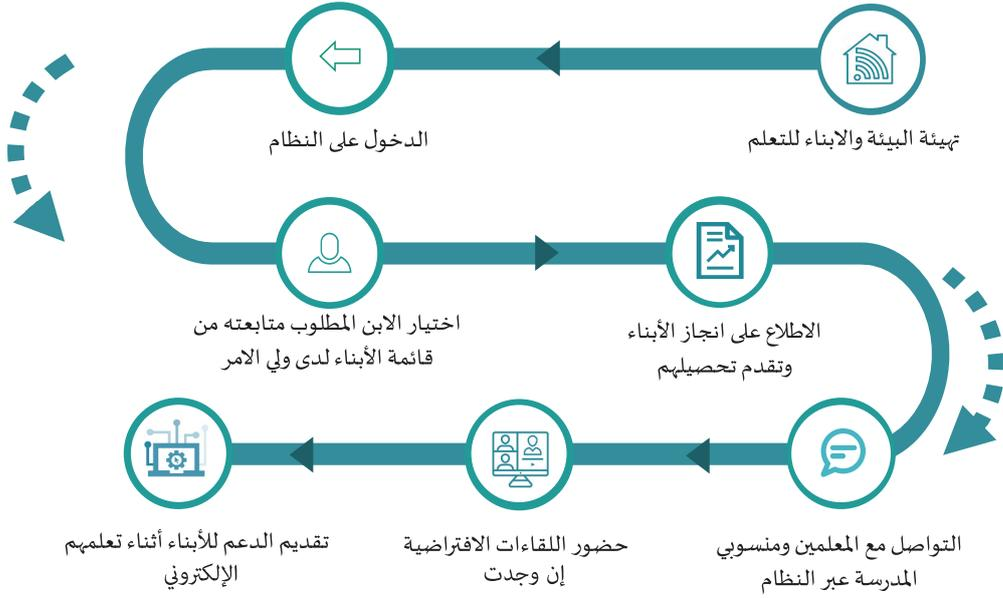 تهيئة البيئة والابناء للتعلم
الدخول على النظام
اختيار الابن المطلوب متابعته من
قائمة الأبناء لدى ولي الامر
الاطلاع على انجاز الأبناء
وتقدم تحصيلهم
التواصل مع المعلمين ومنسوبي
المدرسة عبر النظام
حضور اللقاءات الافتراضية
إن وجدت
تقديم الدعم للأبناء أثناء تعلمهم
الإلكتروني